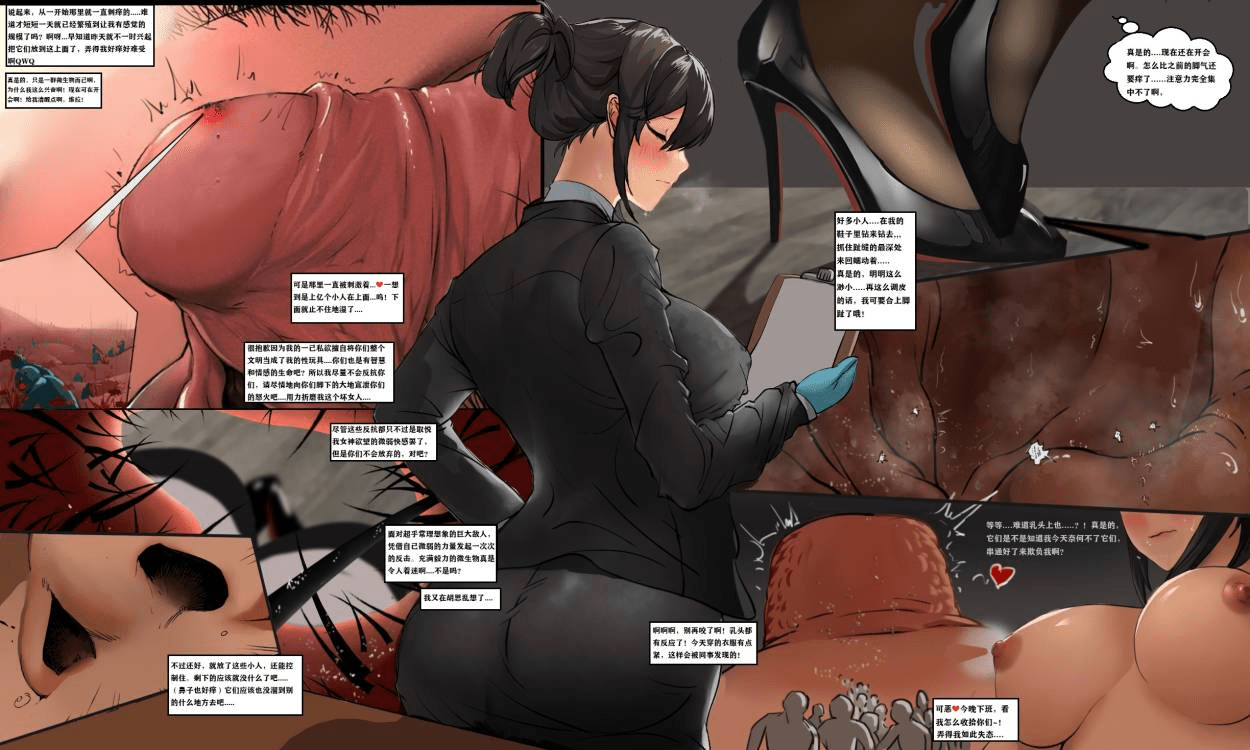 说起来，从一开始那里就一直刺痒的.....难
道才短短一天就已经繁殖到让我有感觉的
规模了吗？啊呀...早知道昨天就不一时兴起
把它们放到这上面了，弄得我好痒好难受
啊QWQ
真是的，只是一群微生物而已啊，
为什么我这么兴奋啊！现在可在开
会啊！给我清醒点啊，维拉！
可是那里一直被刺激着...♥一想
到是上亿个小人在上面...呜！下
面就止不住地湿了....
很抱歉因为我的一己私欲擅自将你们整个
文明当成了我的性玩具....你们也是有智慧
和情感的生命吧？所以我尽量不会反抗你
们，请尽情地向你们脚下的大地宣泄你们
的怒火吧....用力折磨我这个坏女人....
尽管这些反抗都只不过是取悦
我女神欲望的微弱快感罢了，
但是你们不会放弃的，对吧？
面对超乎常理想象的巨大敌人，
凭借自己微弱的力量发起一次次
的反击。充满毅力的微生物真是
令人着迷啊....不是吗？
我又在胡思乱想了....
不过还好，就放了这些小人，还能控
制住。剩下的应该就没什么了吧.....
（鼻子也好痒）它们应该也没溜到别
的什么地方去吧.....
真是的....现在还在开会
啊。怎么比之前的脚气还
要痒了......注意力完全集
中不了啊。
好多小人....在我的
鞋子里钻来钻去...
抓住趾缝的最深处
来回蠕动着.....
真是的，明明这么
渺小.....再这么调皮
的话，我可要合上脚
趾了哦！
等等....难道乳头上也.....？！真是的，
它们是不是知道我今天奈何不了它们，
串通好了来欺负我啊？
啊啊啊，别再咬了啊！乳头都
有反应了！今天穿的衣服有点
紧，这样会被同事发现的！
可恶♥今晚下班，看
我怎么收拾你们~！
弄得我如此失态....